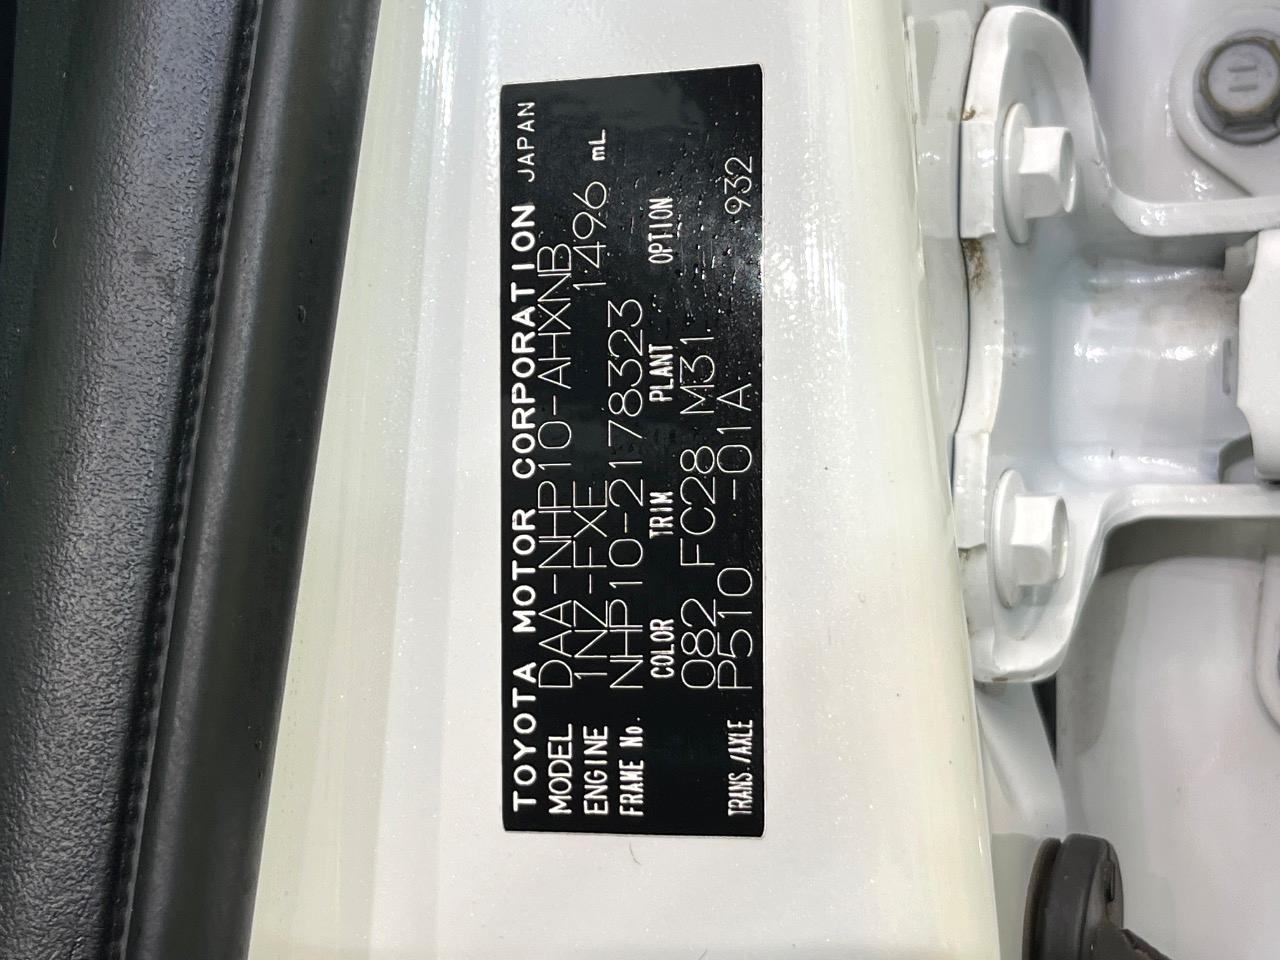 TOYOTA MOTOR CORPORATION JAPAN
MODEL DAA-NHP10-AHXNB
ENGINE 1NZ-FXE 1496 mL
FRAME No. NHP10-2178323
COLOR TRIM PLANT OPTION
082 FC28 M31
TRANS./AXLE P510 -01A 932